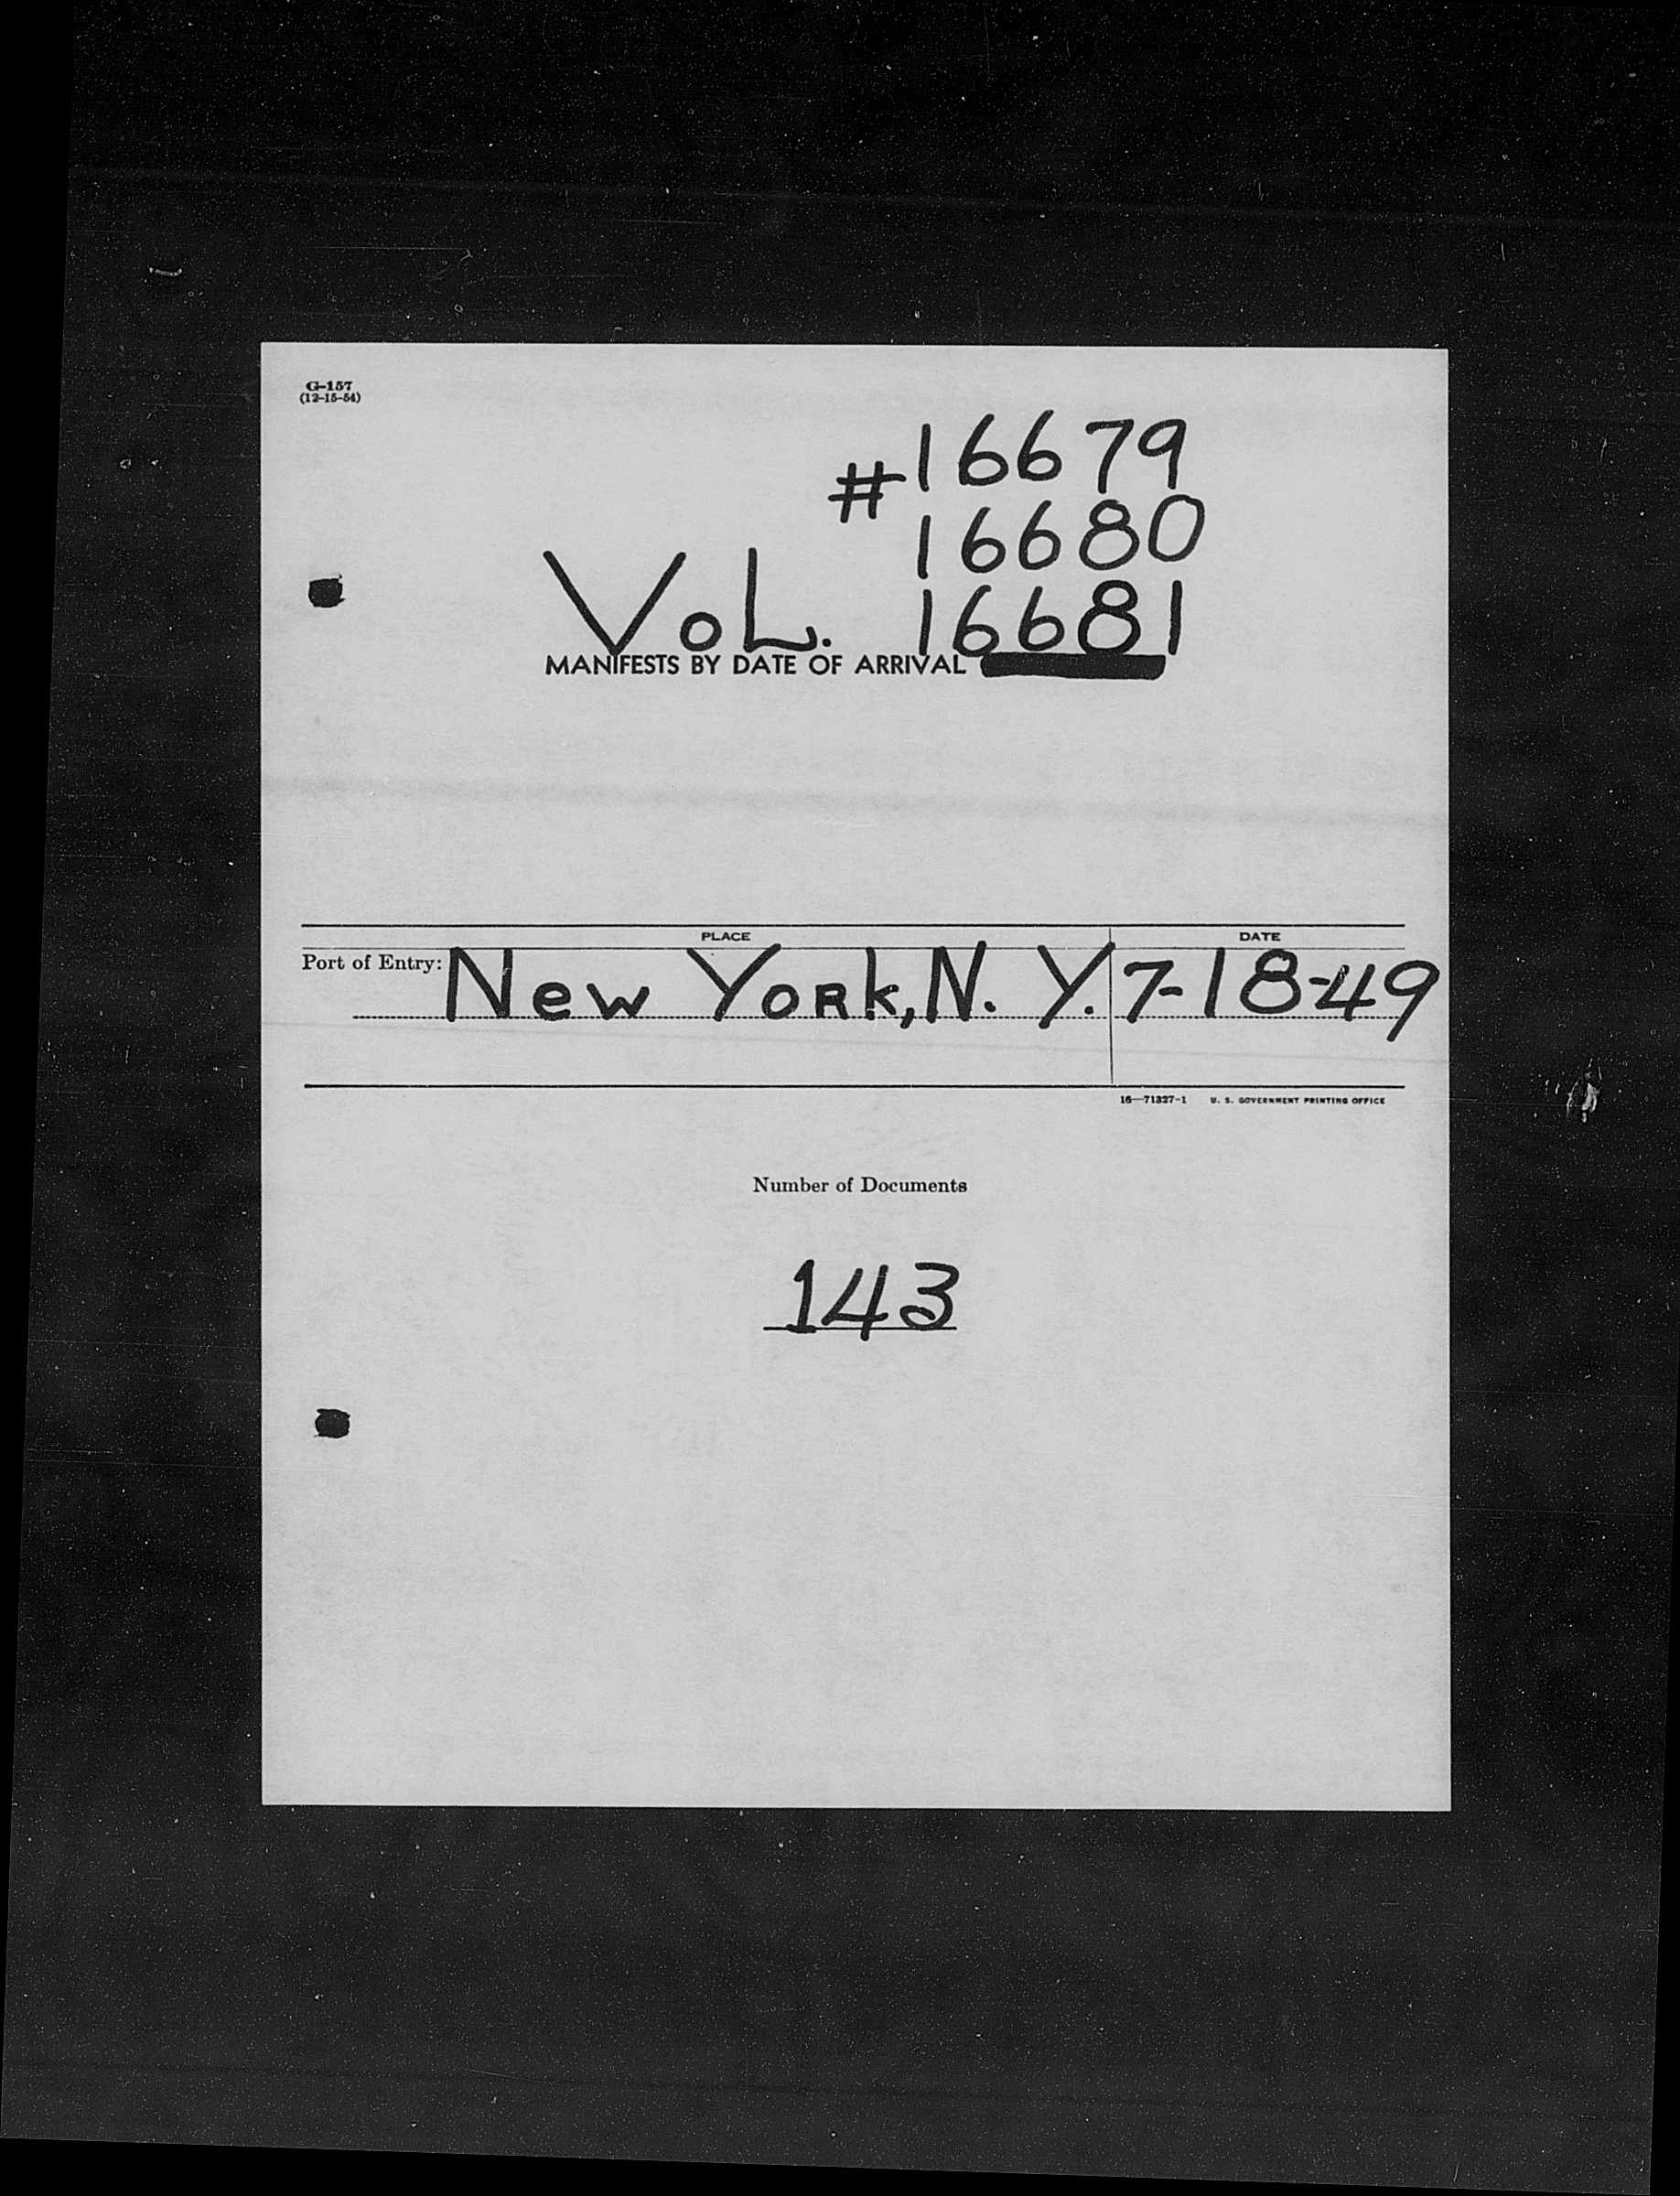 G-157
(12-15-54)
#16679
16680
VoL. 16681
MANIFESTS BY DATE OF ARRIVAL
PLACE DATE
Port of Entry: New York, N. Y. 7-18-49
16—71327-1 U. S. GOVERNMENT PRINTING OFFICE
Number of Documents
143